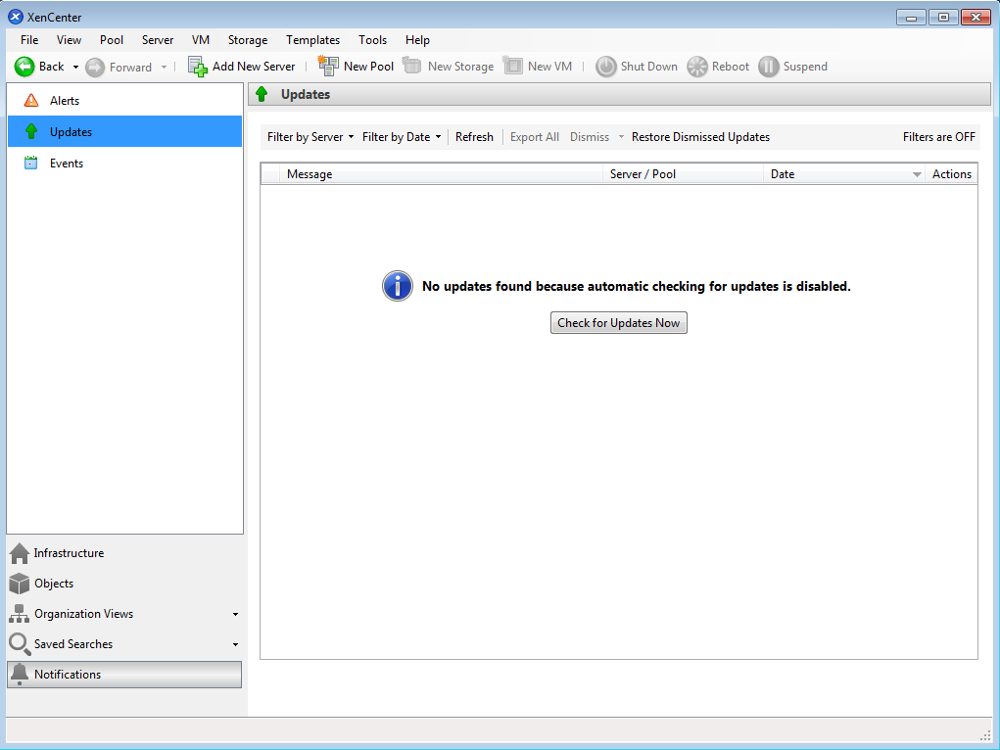 XenCenter
File View Pool Server VM Storage Templates Tools Help
Back Forward Add New Server New Pool New Storage New VM Shut Down Reboot Suspend
Alerts
Updates
Events
Infrastructure
Objects
Organization Views
Saved Searches
Notifications
Updates
Filter by Server Filter by Date Refresh Export All Dismiss Restore Dismissed Updates Filters are OFF
Message Server / Pool Date Actions
No updates found because automatic checking for updates is disabled.
Check for Updates Now